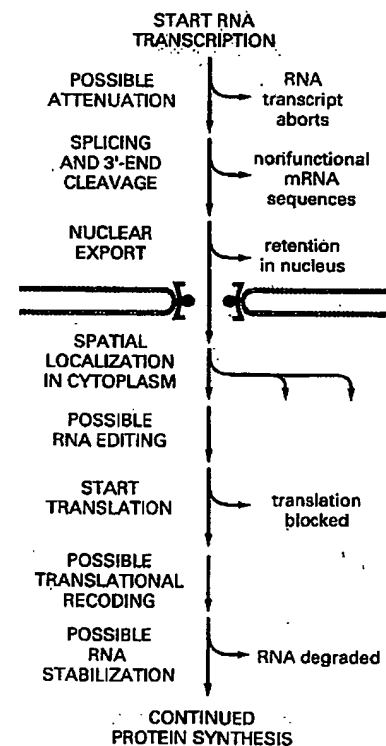 START RNA
TRANSCRIPTION
POSSIBLE
ATTENUATION
RNA
transcript
aborts
SPLICING
AND 3'-END
CLEAVAGE
nonfunctional
mRNA
sequences
NUCLEAR
EXPORT
retention
in nucleus
SPATIAL
LOCALIZATION
IN CYTOPLASM
POSSIBLE
RNA EDITING
START
TRANSLATION
translation
blocked
POSSIBLE
TRANSLATIONAL
RECODING
POSSIBLE
RNA
STABILIZATION
RNA degraded
CONTINUED
PROTEIN SYNTHESIS